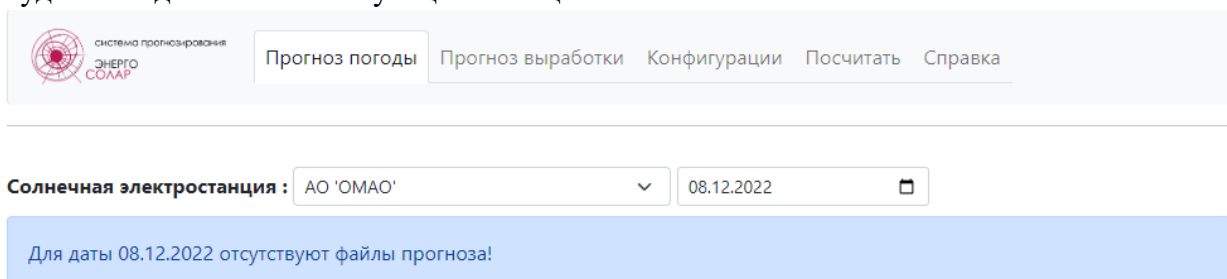 система прогнозирования
ЭНЕРГО
СОЛАР
Прогноз погоды Прогноз выработки Конфигурации Посчитать Справка
Солнечная электростанция : АО 'ОМАО' 08.12.2022
Для даты 08.12.2022 отсутствуют файлы прогноза!